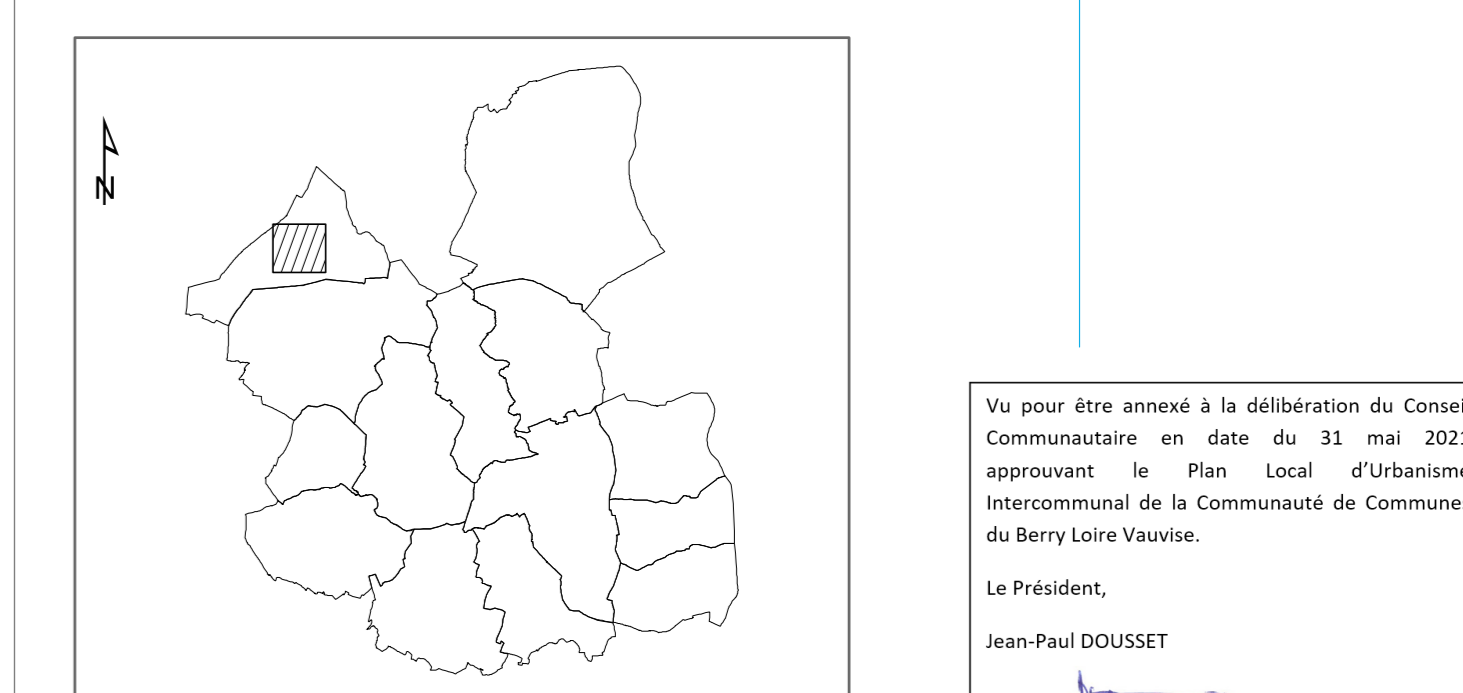 N
Vu pour être annexé à la délibération du Consei
Communautaire en date du 31 mai 2021
approuvant le Plan Local d'Urbanisme
Intercommunal de la Communauté de Commune
du Berry Loire Vauvise.
Le Président,
Jean-Paul DOUSSET